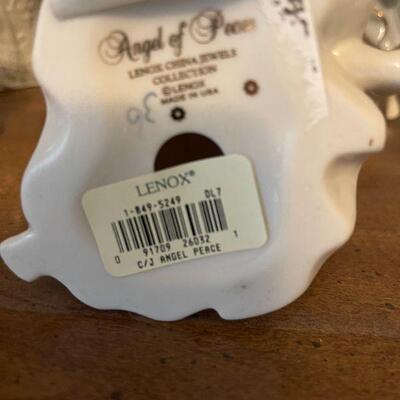 Angel of Peace
LENOX CHINA JEWELS
COLLECTION
©LENOX
MADE IN USA
30
LENOX®
1-849-5249 DL7
0 91709 26032 1
C/J ANGEL PEACE